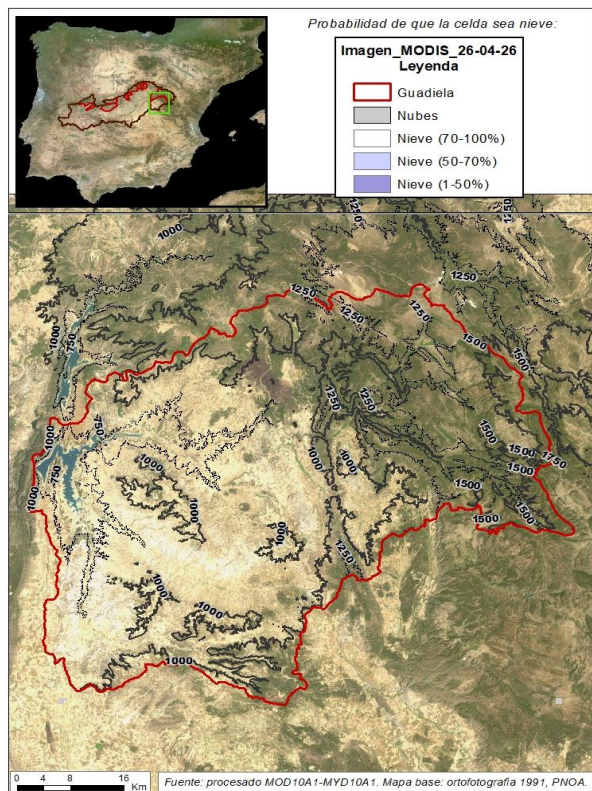 Probabilidad de que la celda sea nieve:
Imagen_MODIS_26-04-26
Leyenda
Guadiela
Nubes
Nieve (70-100%)
Nieve (50-70%)
Nieve (1-50%)
1250
1250
1000
1250
1250
1250
1250
1500
1000
750
1500
1250
1000
750
1500
1750
1500
1000
1000
1000
750
1000
1500
1500
1000
1000
1500
1250
1000
1000
1000
0 4 8 16
Km
Fuente: procesado MOD10A1-MYD10A1. Mapa base: ortofotografía 1991, PNOA.